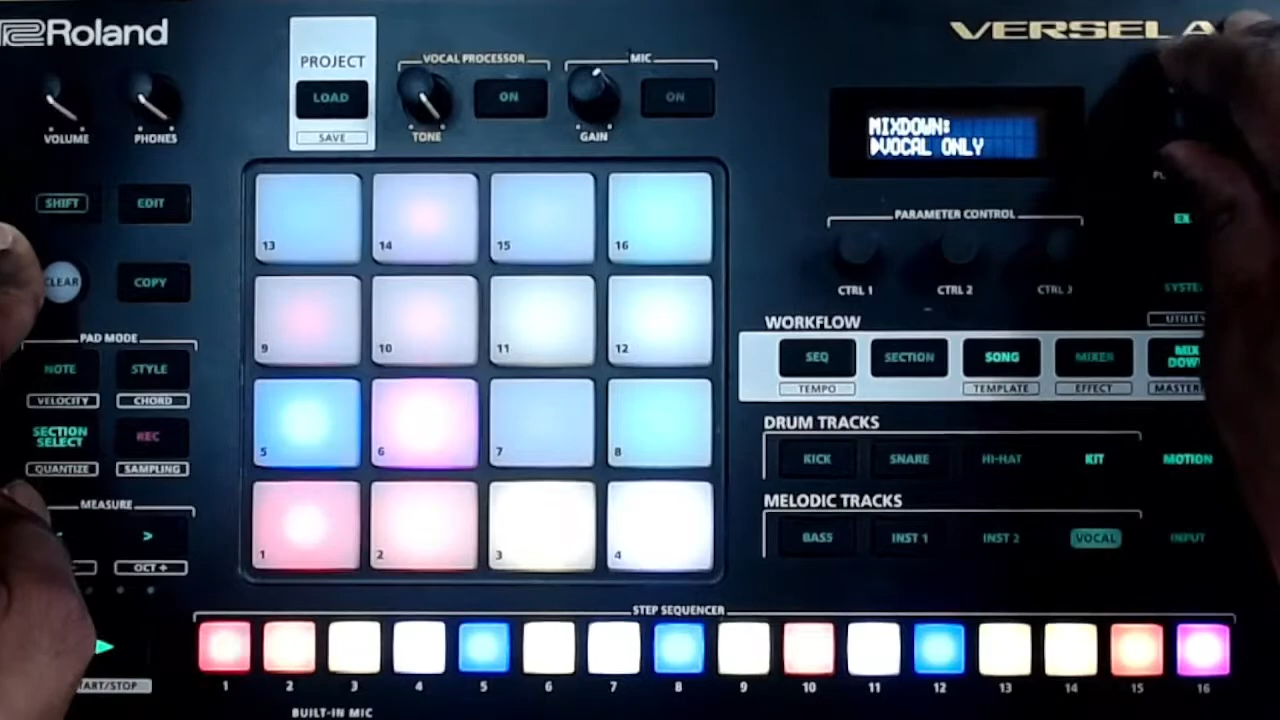 Roland
VERSELA
PROJECT
LOAD
SAVE
VOCAL PROCESSOR
TONE
ON
MIC
GAIN
ON
VOLUME
PHONES
MIXDOWN:
▶VOCAL ONLY
SHIFT
EDIT
CLEAR
COPY
PARAMETER CONTROL
CTRL 1
CTRL 2
CTRL 3
SYSTE
UTILITY
WORKFLOW
SEQ
SECTION
SONG
MIXER
MIX
DOW
TEMPO
TEMPLATE
EFFECT
MASTER
PAD MODE
NOTE
STYLE
VELOCITY
CHORD
SECTION
SELECT
REC
QUANTIZE
SAMPLING
MEASURE
<
>
OCT +
13
14
15
16
9
10
11
12
5
6
7
8
1
2
3
4
DRUM TRACKS
KICK
SNARE
HI-HAT
KIT
MOTION
MELODIC TRACKS
BASS
INST 1
INST 2
VOCAL
INPUT
TART/STOP
STEP SEQUENCER
1 2 3 4 5 6 7 8 9 10 11 12 13 14 15 16
BUILT-IN MIC